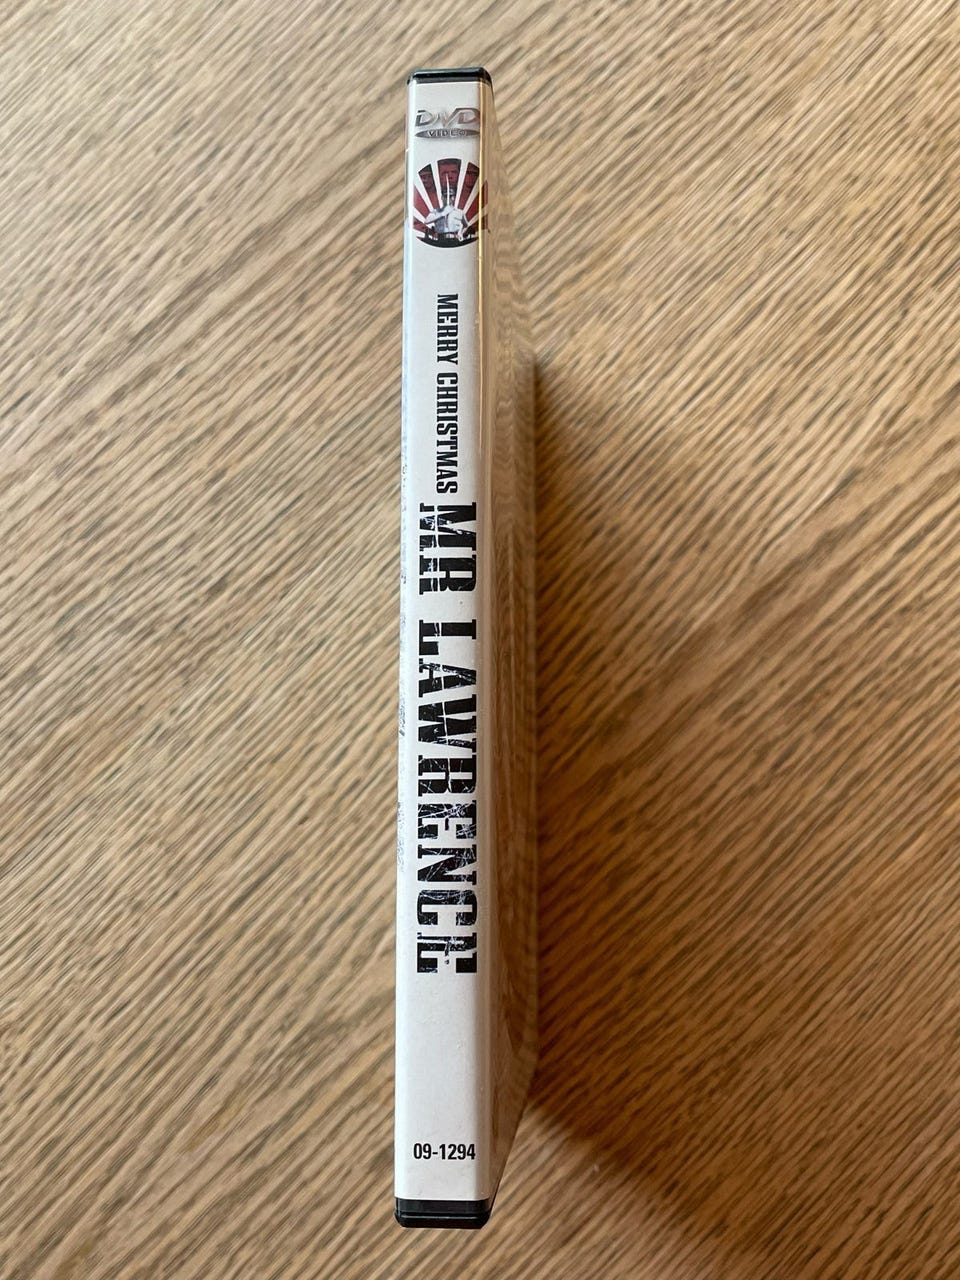 DVD
VIDEO
MERRY CHRISTMAS
MR LAWRENCE
09-1294